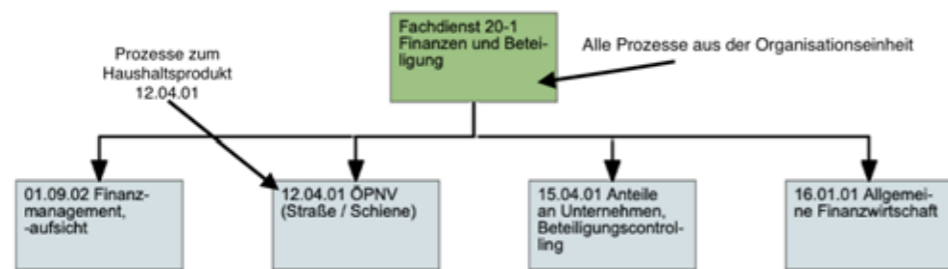 Fachdienst 20-1
Finanzen und Betei-
ligung
Prozesse zum
Haushaltsprodukt
12.04.01
Alle Prozesse aus der Organisationseinheit
01.09.02 Finanz-
management,
-aufsicht
12.04.01 ÖPNV
(Straße / Schiene)
15.04.01 Anteile
an Unternehmen,
Beteiligungscontrol-
ling
16.01.01 Allgemei-
ne Finanzwirtschaft